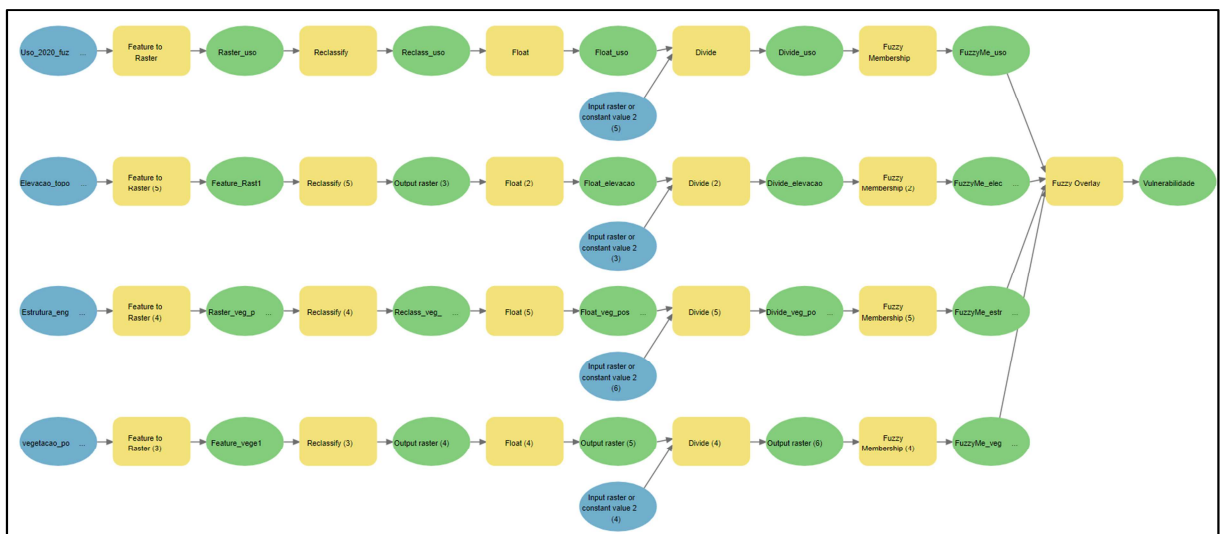 Uso_2020_fuz ...
Feature to
Raster
Raster_uso
Reclassify
Reclass_uso
Float
Float_uso
Divide
Divide_uso
Fuzzy
Membership
FuzzyMe_uso
Input raster or
constant value 2
(5)
Elevacao_topo ...
Feature to
Raster (5)
Feature_Rast1
Reclassify (5)
Output raster (3)
Float (2)
Float_elevacao
Divide (2)
Divide_elevacao
Fuzzy
Membership (2)
FuzzyMe_elec ...
Fuzzy Overlay
Vulnerabilidade
Input raster or
constant value 2
(3)
Estrutura_eng ...
Feature to
Raster (4)
Raster_veg_p ...
Reclassify (4)
Reclass_veg_ ...
Float (5)
Float_veg_pos ...
Divide (5)
Divide_veg_po ...
Fuzzy
Membership (5)
FuzzyMe_estr ...
Input raster or
constant value 2
(6)
vegetacao_po ...
Feature to
Raster (3)
Feature_vege1
Reclassify (3)
Output raster (4)
Float (4)
Output raster (5)
Divide (4)
Output raster (6)
Fuzzy
Membership (4)
FuzzyMe_veg ...
Input raster or
constant value 2
(4)